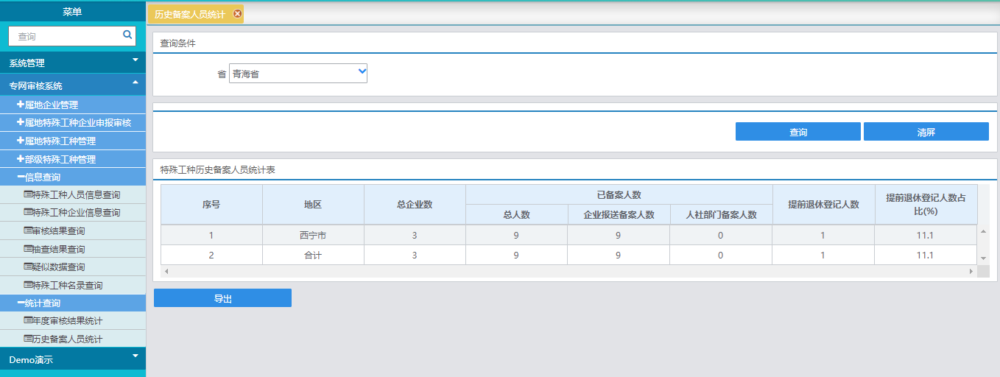 菜单
查询
系统管理
专网审核系统
属地企业管理
属地特殊工种企业申报审核
属地特殊工种管理
部级特殊工种管理
信息查询
特殊工种人员信息查询
特殊工种企业信息查询
审核结果查询
抽查结果查询
疑似数据查询
特殊工种名录查询
统计查询
年度审核结果统计
历史备案人员统计
Demo演示
历史备案人员统计
查询条件
省 青海省
查询 清屏
特殊工种历史备案人员统计表
序号 地区 总企业数 已备案人数 提前退休登记人数 提前退休登记人数占
比(%)
总人数 企业报送备案人数 人社部门备案人数
1 西宁市 3 9 9 0 1 11.1
2 合计 3 9 9 0 1 11.1
导出